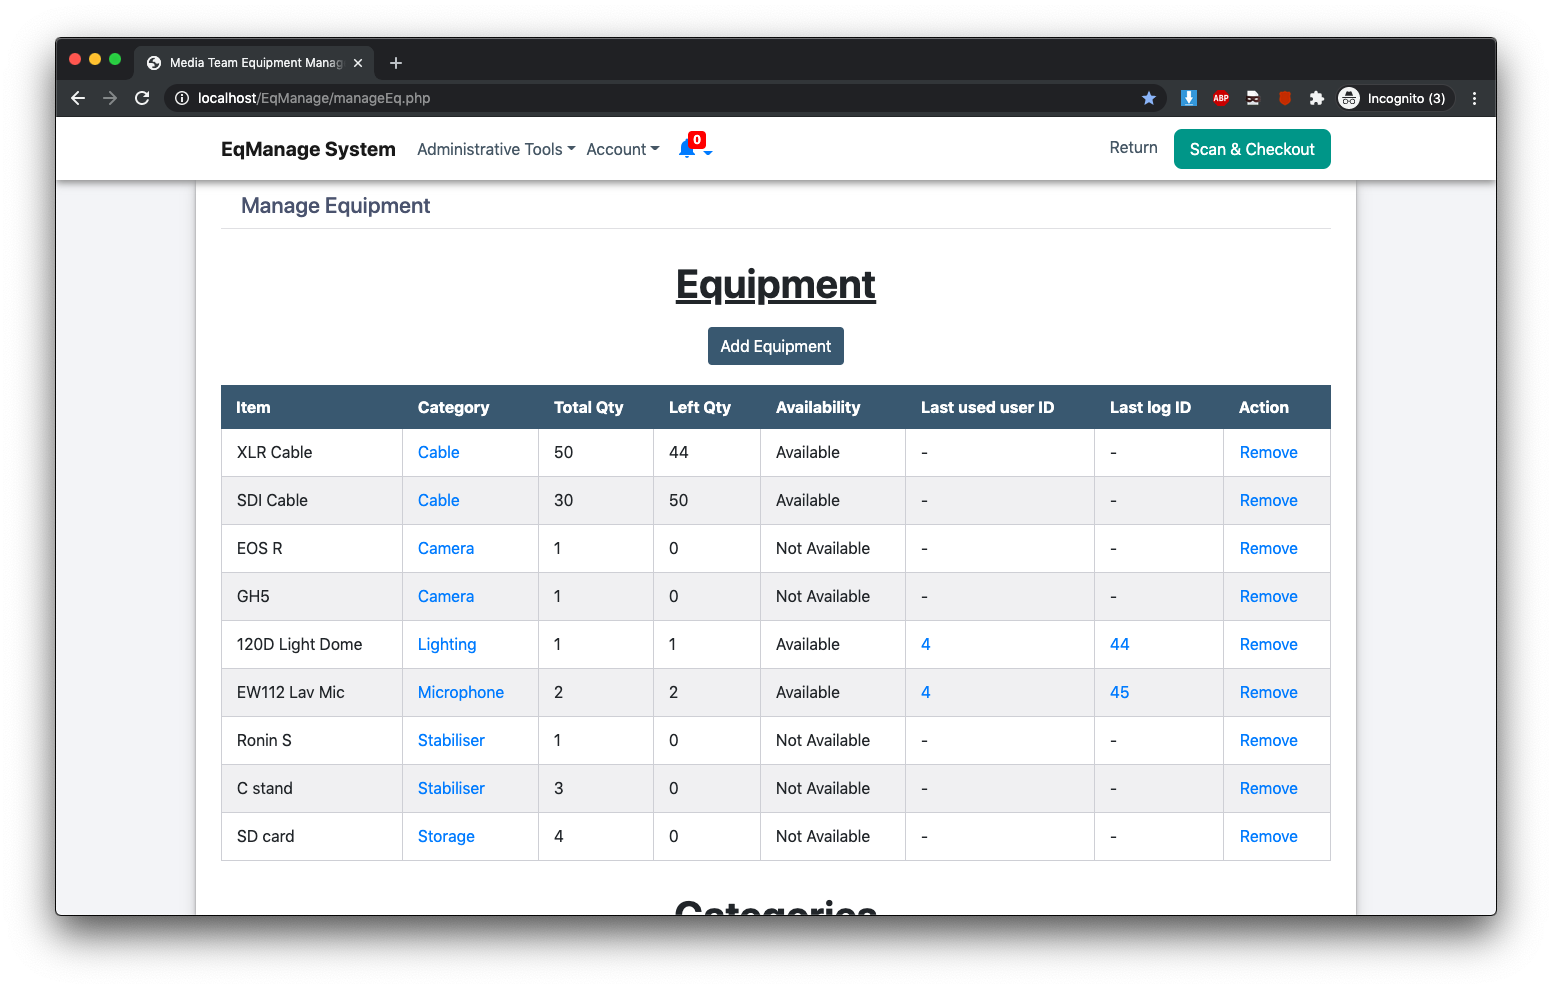 Media Team Equipment Manag
localhost/EqManage/manageEq.php
ABP
Incognito (3)
EqManage System Administrative Tools Account 0 Return Scan & Checkout
Manage Equipment
Equipment
Add Equipment
Item Category Total Qty Left Qty Availability Last used user ID Last log ID Action
XLR Cable Cable 50 44 Available - - Remove
SDI Cable Cable 30 50 Available - - Remove
EOS R Camera 1 0 Not Available - - Remove
GH5 Camera 1 0 Not Available - - Remove
120D Light Dome Lighting 1 1 Available 4 44 Remove
EW112 Lav Mic Microphone 2 2 Available 4 45 Remove
Ronin S Stabiliser 1 0 Not Available - - Remove
C stand Stabiliser 3 0 Not Available - - Remove
SD card Storage 4 0 Not Available - - Remove
Categories